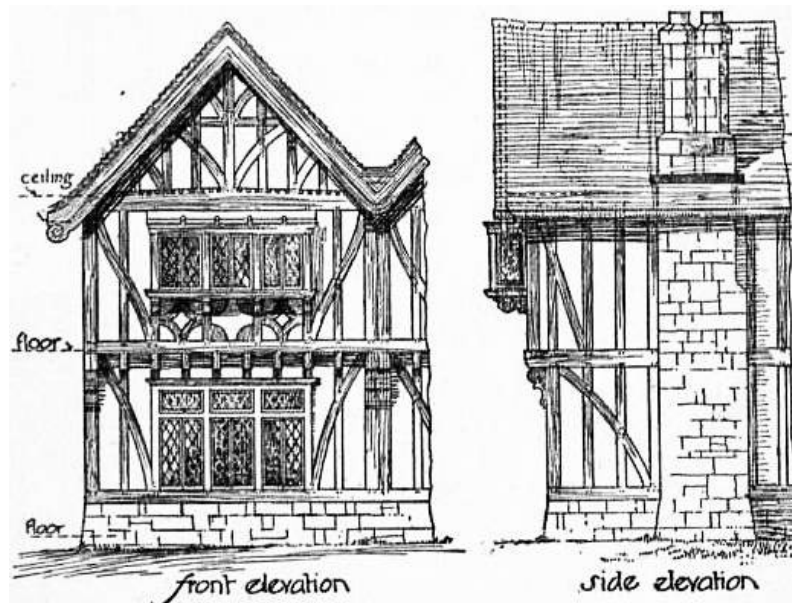 ceiling
floor
floor
front elevation
side elevation